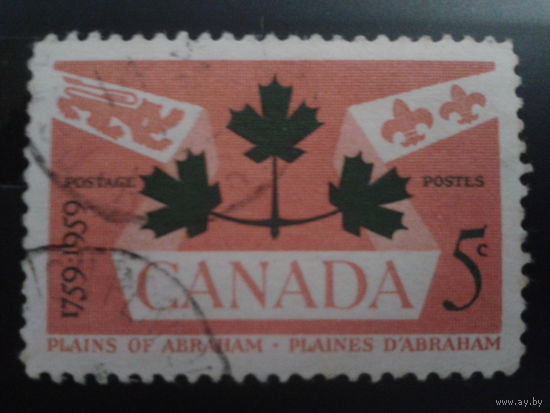 POSTAGE
POSTES
1759:1959
CANADA
5c
PLAINS OF ABRAHAM · PLAINES D'ABRAHAM
www.ay.by